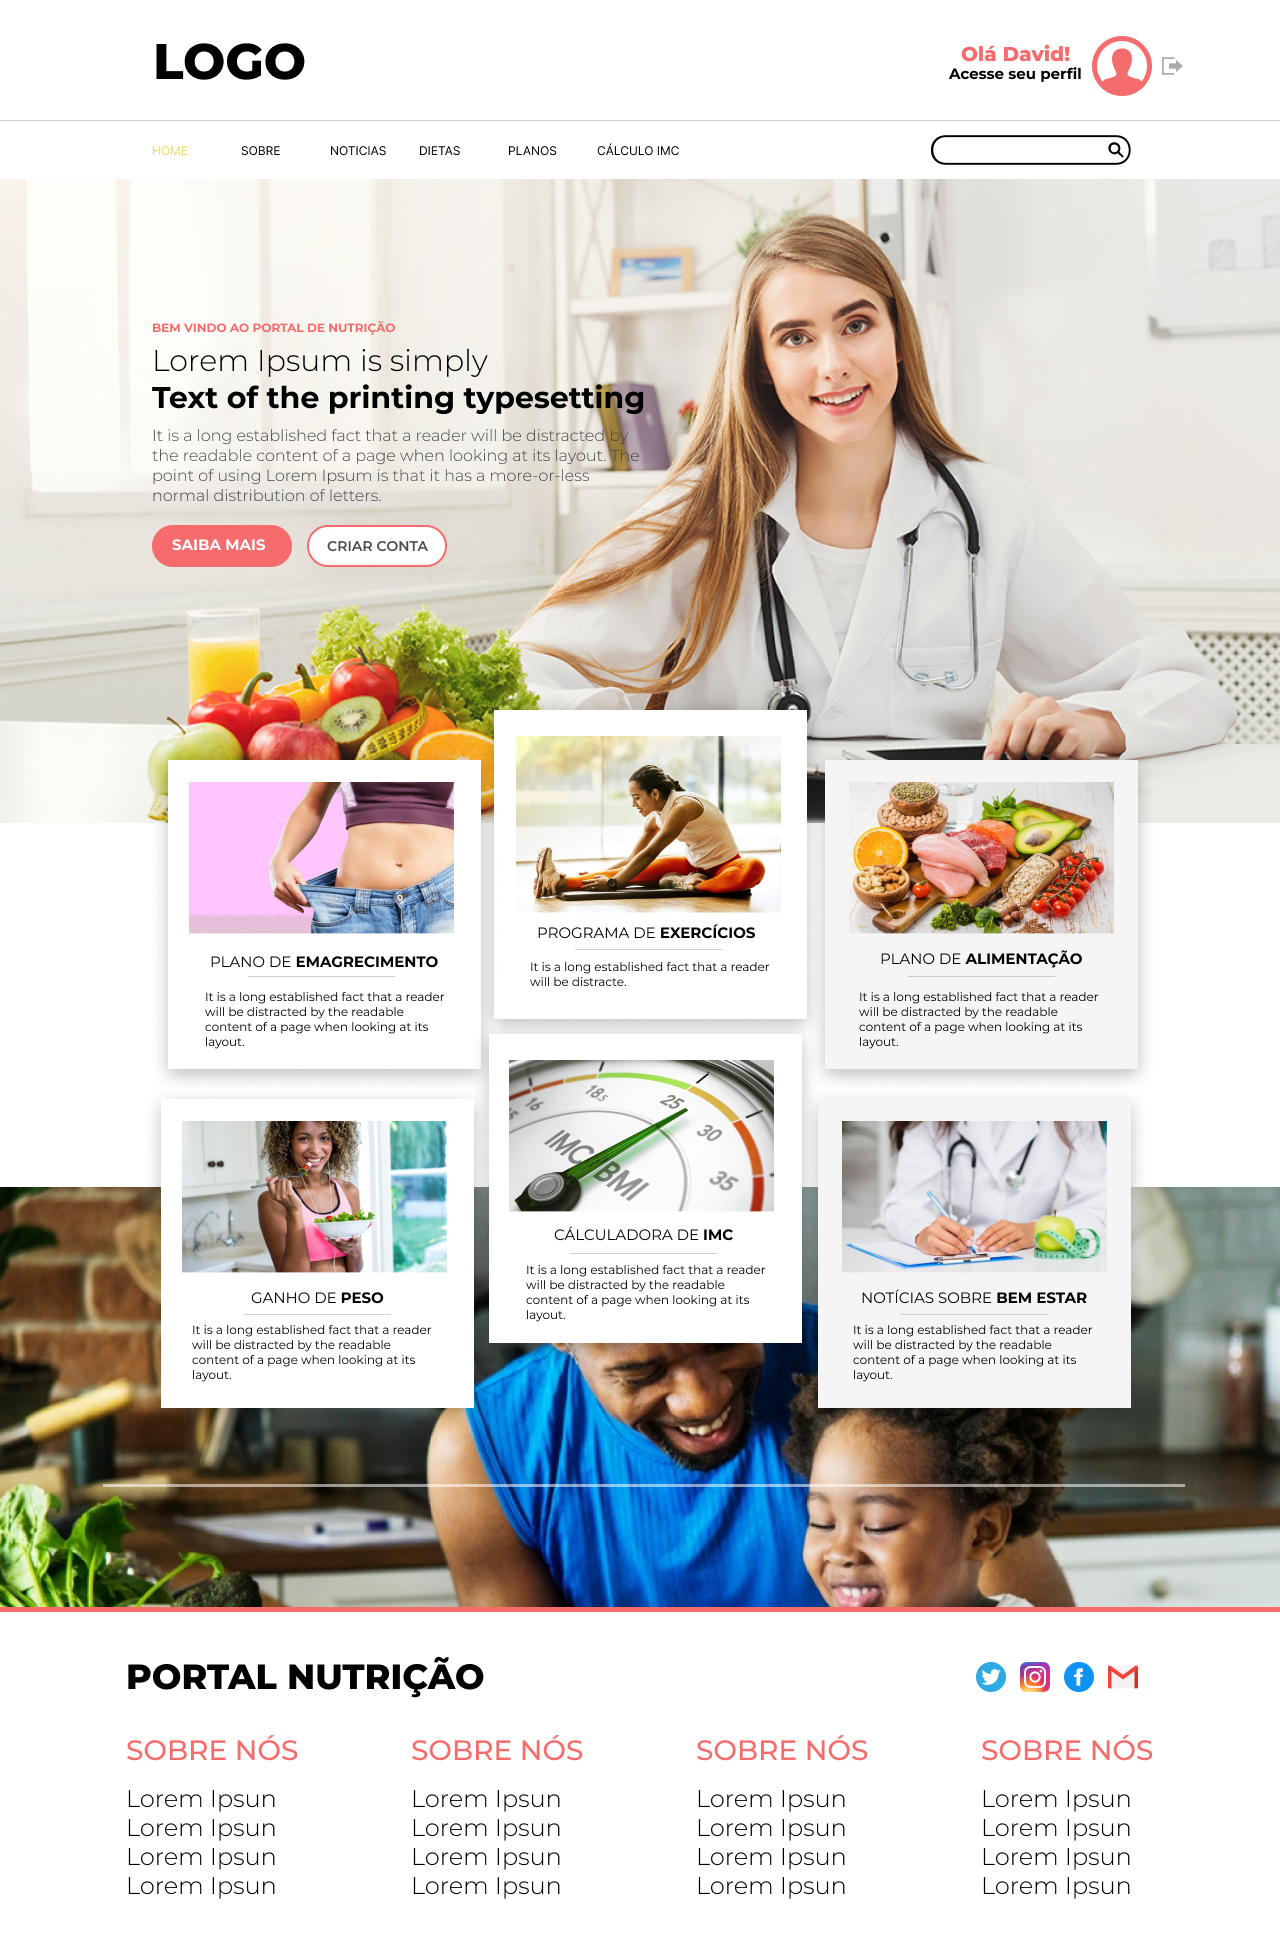 LOGO
Olá David!
Acesse seu perfil
HOME SOBRE NOTICIAS DIETAS PLANOS CÁLCULO IMC
BEM VINDO AO PORTAL DE NUTRIÇÃO
Lorem Ipsum is simply
Text of the printing typesetting
It is a long established fact that a reader will be distracted by
the readable content of a page when looking at its layout. The
point of using Lorem Ipsum is that it has a more-or-less
normal distribution of letters.
SAIBA MAIS
CRIAR CONTA
PLANO DE EMAGRECIMENTO
It is a long established fact that a reader
will be distracted by the readable
content of a page when looking at its
layout.
PROGRAMA DE EXERCÍCIOS
It is a long established fact that a reader
will be distracte.
PLANO DE ALIMENTAÇÃO
It is a long established fact that a reader
will be distracted by the readable
content of a page when looking at its
layout.
GANHO DE PESO
It is a long established fact that a reader
will be distracted by the readable
content of a page when looking at its
layout.
16
18.5
25
30
35
IMC/BMI
CÁLCULADORA DE IMC
It is a long established fact that a reader
will be distracted by the readable
content of a page when looking at its
layout.
NOTÍCIAS SOBRE BEM ESTAR
It is a long established fact that a reader
will be distracted by the readable
content of a page when looking at its
layout.
PORTAL NUTRIÇÃO
SOBRE NÓS
Lorem Ipsun
Lorem Ipsun
Lorem Ipsun
Lorem Ipsun
SOBRE NÓS
Lorem Ipsun
Lorem Ipsun
Lorem Ipsun
Lorem Ipsun
SOBRE NÓS
Lorem Ipsun
Lorem Ipsun
Lorem Ipsun
Lorem Ipsun
SOBRE NÓS
Lorem Ipsun
Lorem Ipsun
Lorem Ipsun
Lorem Ipsun